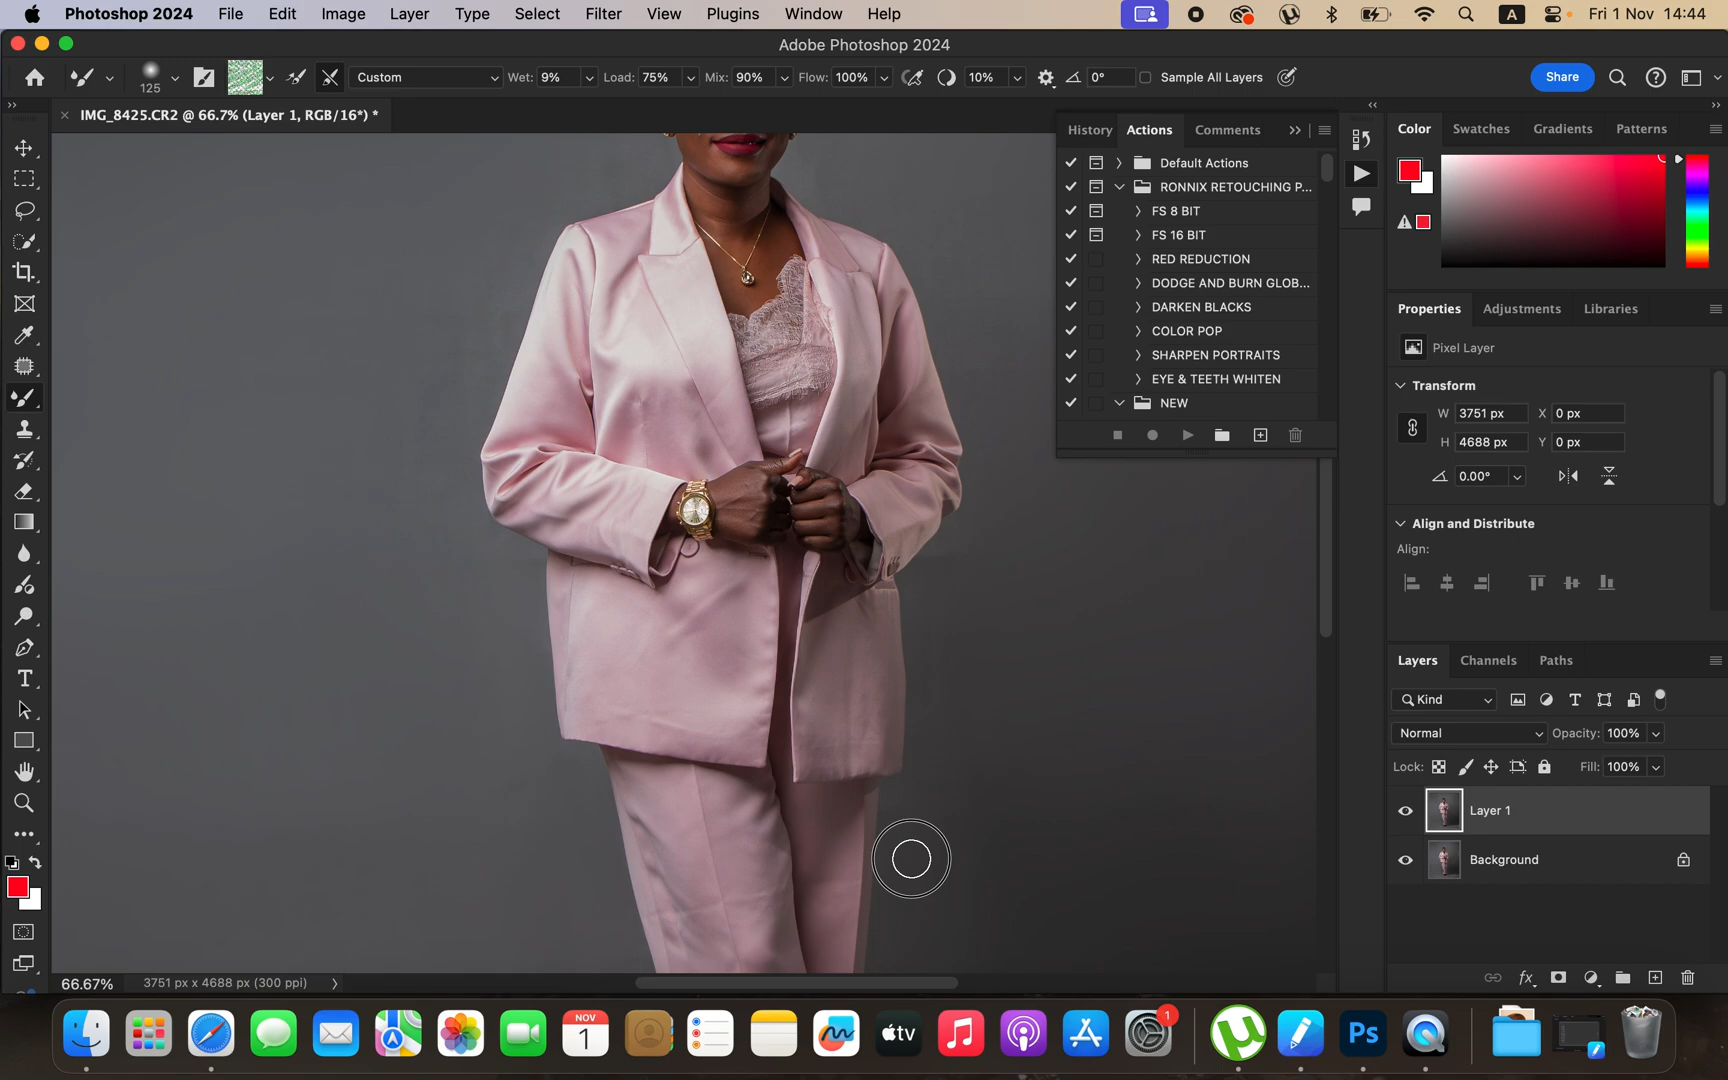 Photoshop 2024 File Edit Image Layer Type Select Filter View Plugins Window Help A Fri 1 Nov 14:44
Adobe Photoshop 2024
125 Custom Wet: 9% Load: 75% Mix: 90% Flow: 100% 10% 0° Sample All Layers Share
IMG_8425.CR2 @ 66.7% (Layer 1, RGB/16*) *
History Actions Comments
Default Actions
RONNIX RETOUCHING P...
FS 8 BIT
FS 16 BIT
RED REDUCTION
DODGE AND BURN GLOB...
DARKEN BLACKS
COLOR POP
SHARPEN PORTRAITS
EYE & TEETH WHITEN
NEW
Color Swatches Gradients Patterns
Properties Adjustments Libraries
Pixel Layer
Transform
W 3751 px X 0 px
H 4688 px Y 0 px
0.00°
Align and Distribute
Align:
Layers Channels Paths
Kind
Normal Opacity: 100%
Lock: Fill: 100%
Layer 1
Background
66.67% 3751 px x 4688 px (300 ppi)
NOV
1
tv
1
Ps